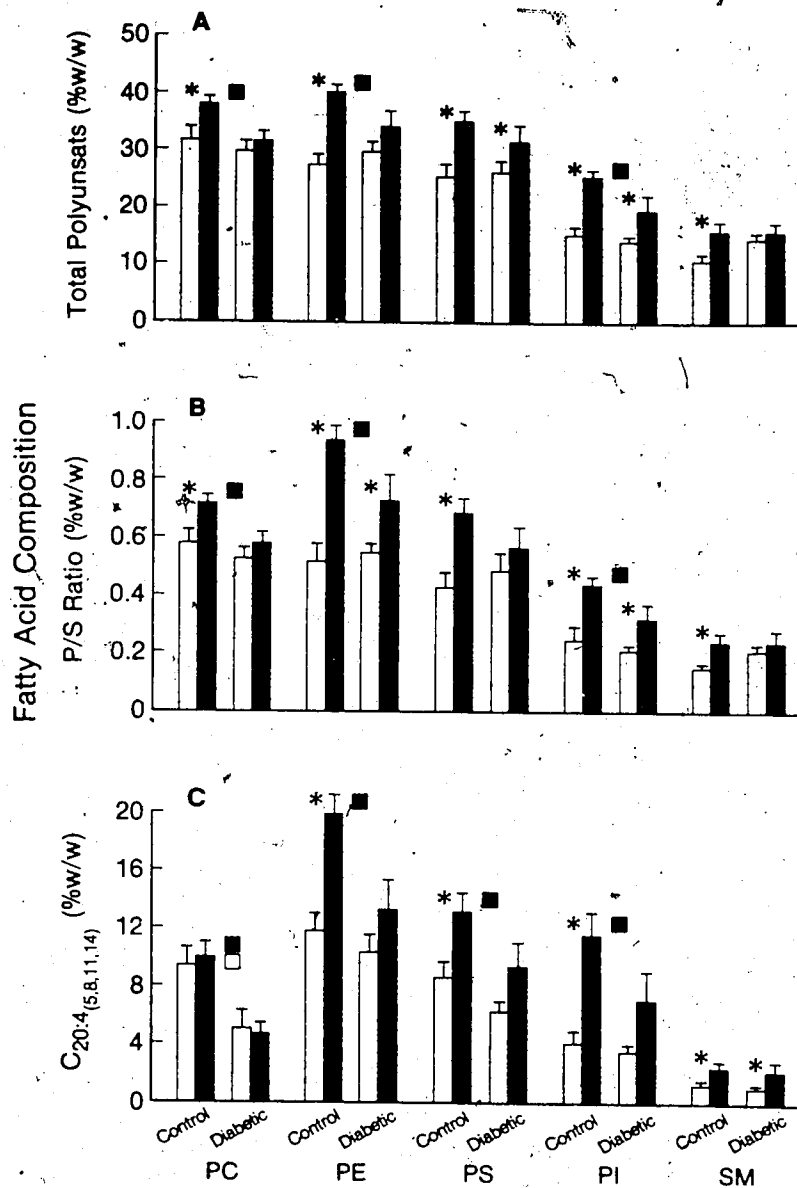 A
50
40
30
20
10
0
Total Polyunsats (%w/w)
* * * * * * *
B
1.0
0.8
0.6
0.4
0.2
0
P/S Ratio (%w/w)
* * * * * * *
Fatty Acid Composition
C
20
16
12
8
4
0
C20:4(5,8,11,14) (%w/w)
* * * * *
Control Diabetic Control Diabetic Control Diabetic Control Diabetic Control Diabetic
PC PE PS PI SM